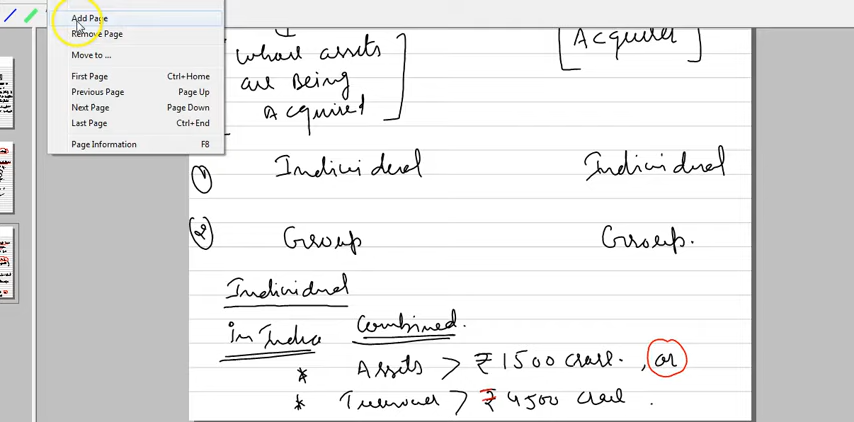 Add Page
Remove Page
Move to ...
First Page Ctrl+Home
Previous Page Page Up
Next Page Page Down
Last Page Ctrl+End
Page Information F8
whose assets
are Being
Acquired
Acquirer
(1) Individual Individual
(2) Group Group.
Individual
in India Combined.
* Assets > ₹ 1500 crore. , or
* Turnover > ₹ 4500 crore .